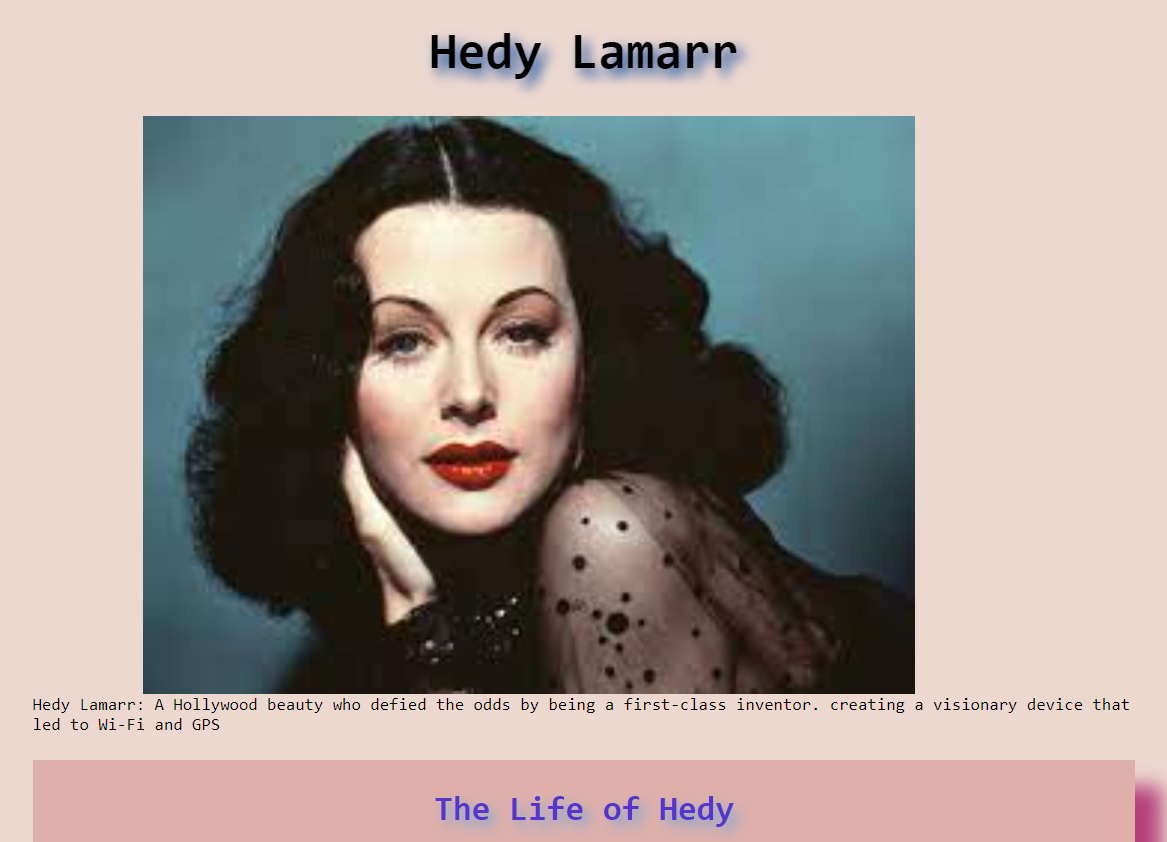 Hedy Lamarr
Hedy Lamarr: A Hollywood beauty who defied the odds by being a first-class inventor. creating a visionary device that
led to Wi-Fi and GPS
The Life of Hedy